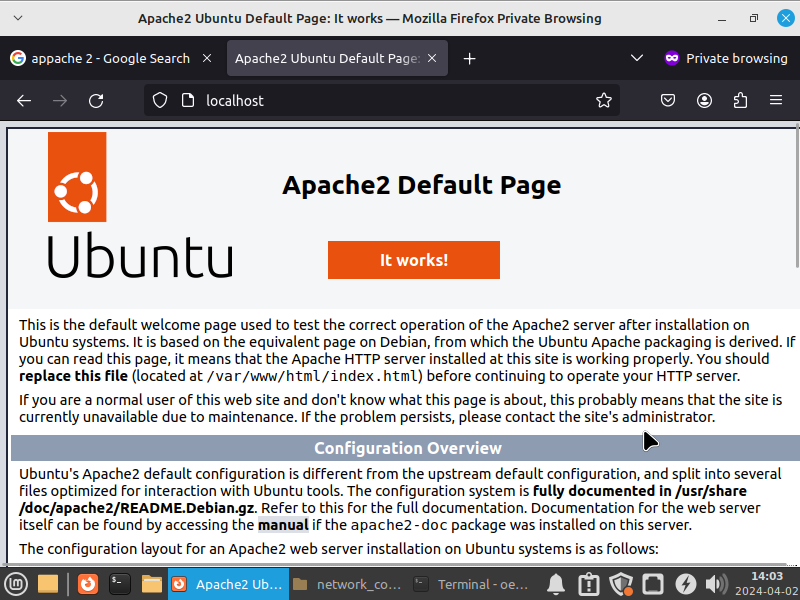 Apache2 Ubuntu Default Page: It works — Mozilla Firefox Private Browsing
appache 2 - Google Search
Apache2 Ubuntu Default Page:
Private browsing
localhost
Apache2 Default Page
Ubuntu
It works!
This is the default welcome page used to test the correct operation of the Apache2 server after installation on
Ubuntu systems. It is based on the equivalent page on Debian, from which the Ubuntu Apache packaging is derived. If
you can read this page, it means that the Apache HTTP server installed at this site is working properly. You should
replace this file (located at /var/www/html/index.html) before continuing to operate your HTTP server.
If you are a normal user of this web site and don't know what this page is about, this probably means that the site is
currently unavailable due to maintenance. If the problem persists, please contact the site's administrator.
Configuration Overview
Ubuntu's Apache2 default configuration is different from the upstream default configuration, and split into several
files optimized for interaction with Ubuntu tools. The configuration system is fully documented in /usr/share
/doc/apache2/README.Debian.gz. Refer to this for the full documentation. Documentation for the web server
itself can be found by accessing the manual if the apache2-doc package was installed on this server.
The configuration layout for an Apache2 web server installation on Ubuntu systems is as follows:
Apache2 Ub...
network_co...
Terminal - oe...
14:03
2024-04-02